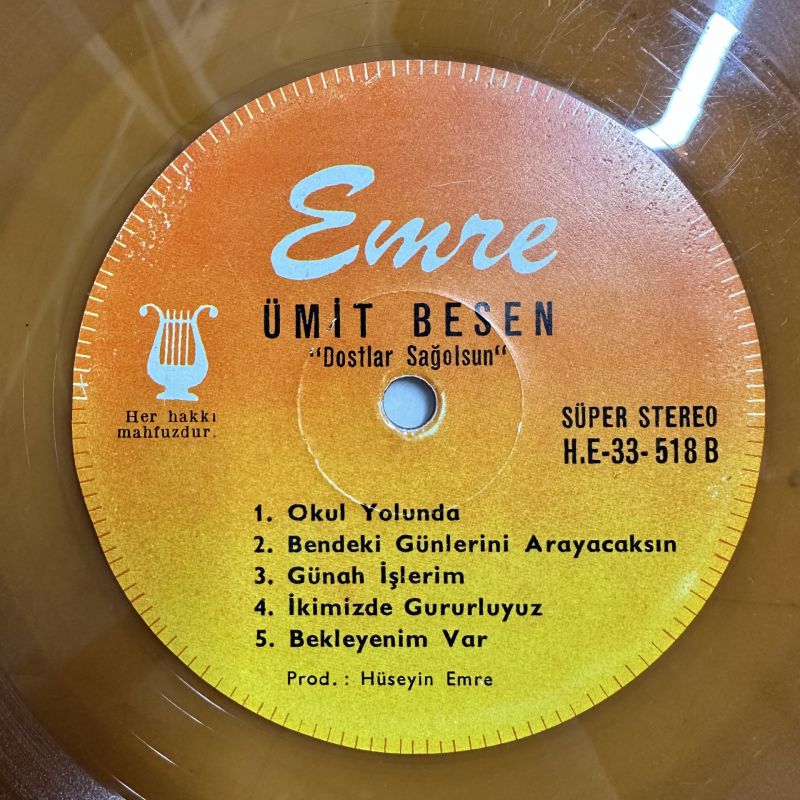 Emre
ÜMİT BESEN
"Dostlar Sağolsun"
Her hakkı
mahfuzdur.
SÜPER STEREO
H.E-33-518 B
1. Okul Yolunda
2. Bendeki Günlerini Arayacaksın
3. Günah İşlerim
4. İkimizde Gururluyuz
5. Bekleyenim Var
Prod.: Hüseyin Emre